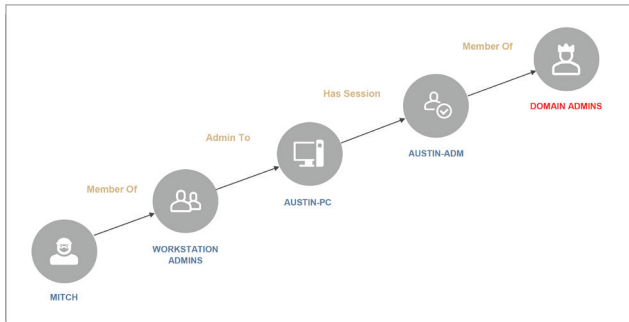 Member Of
DOMAIN ADMINS
Has Session
AUSTIN-ADM
Admin To
AUSTIN-PC
Member Of
WORKSTATION
ADMINS
MITCH